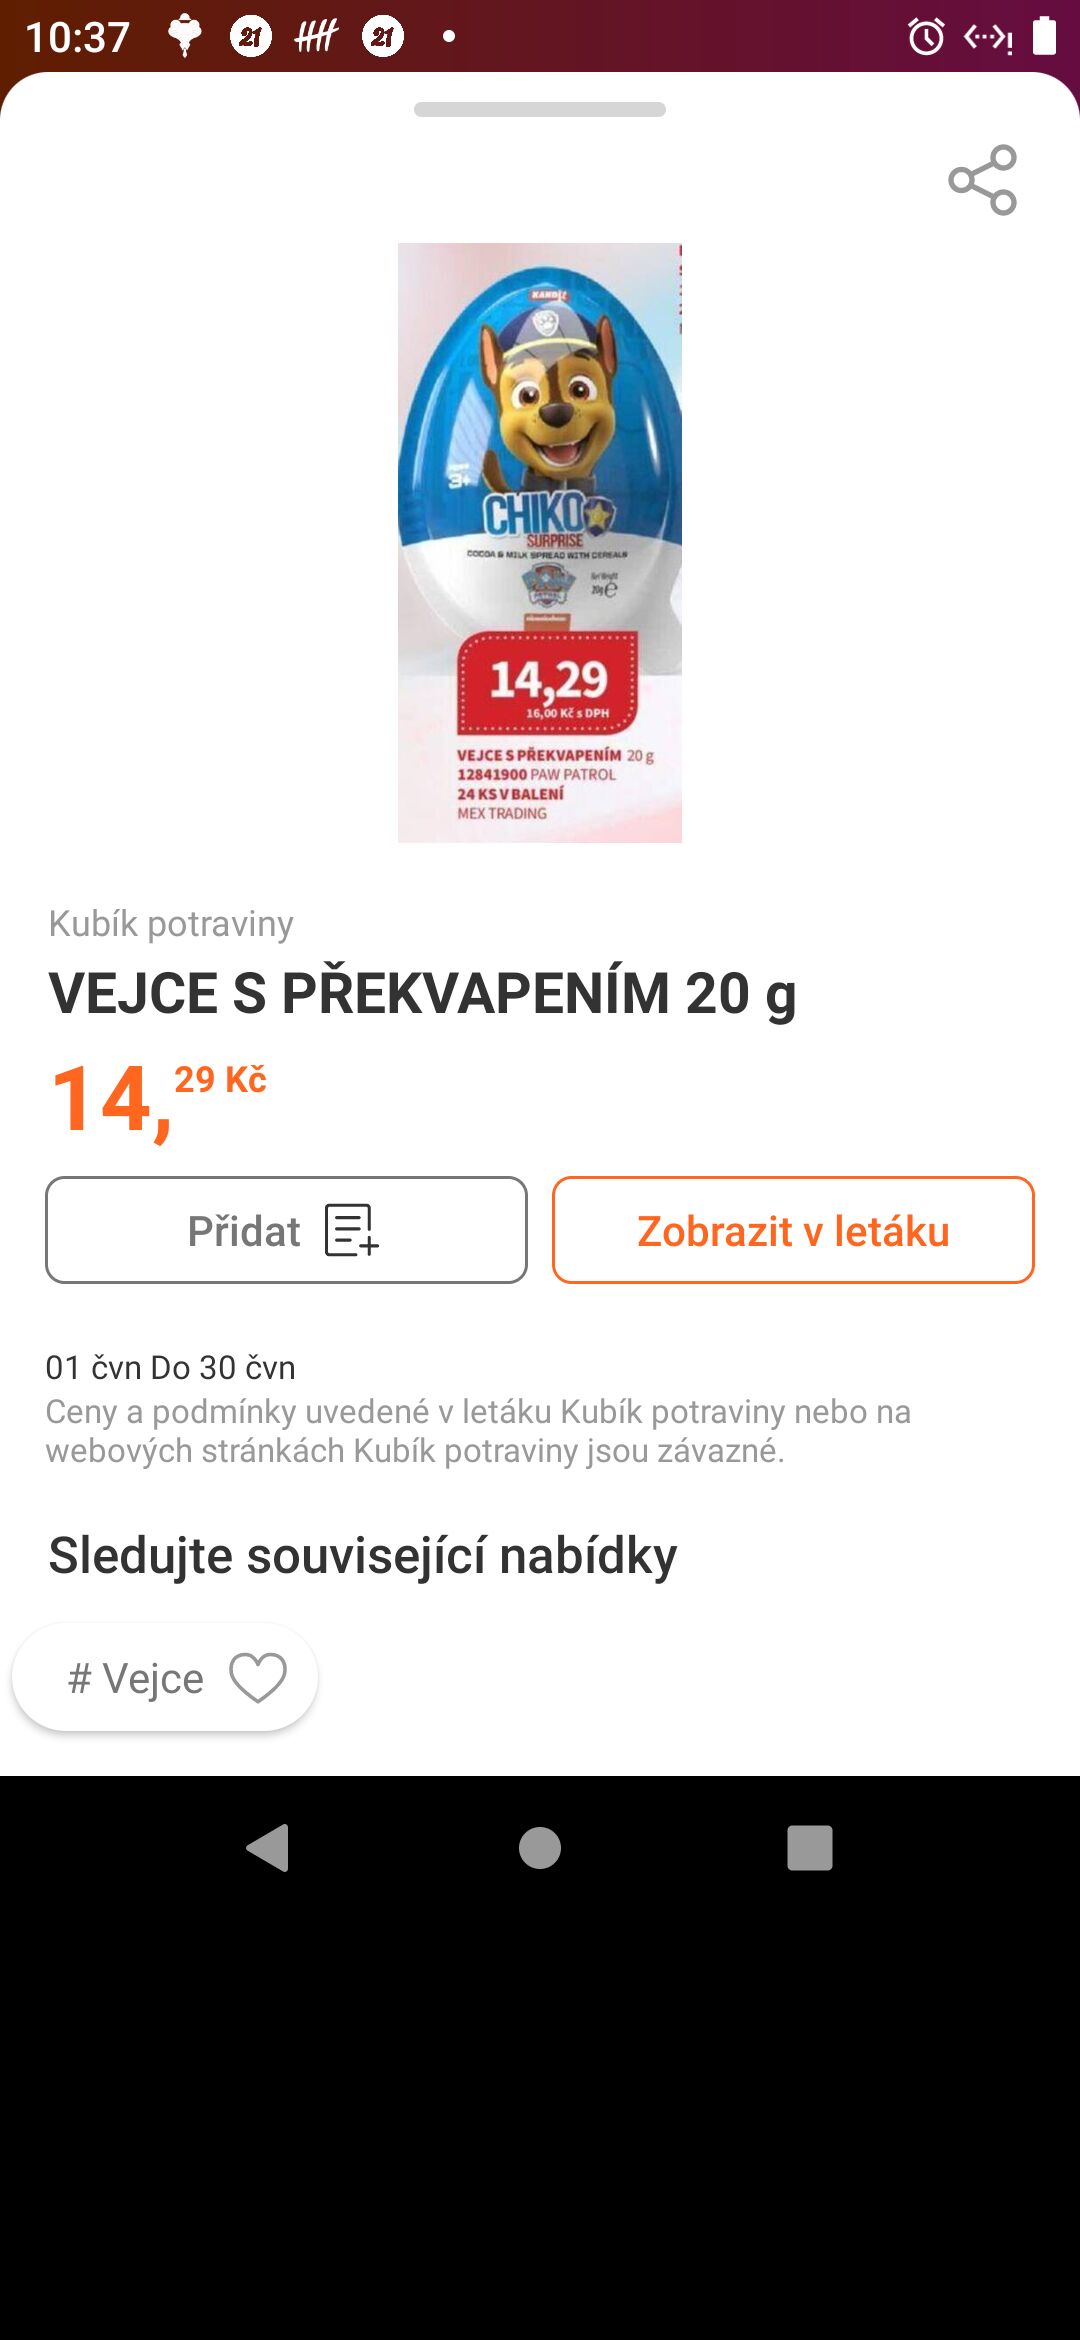 10:37
21
21
KANDIT
3+
CHIKO
SURPRISE
COCOA & MILK SPREAD WITH CEREALS
Net Weight
20g e
14,29
16,00 Kč s DPH
VEJCE S PŘEKVAPENÍM 20 g
12841900 PAW PATROL
24 KS V BALENÍ
MEX TRADING
Kubík potraviny
VEJCE S PŘEKVAPENÍM 20 g
14,29 Kč
Přidat
Zobrazit v letáku
01 čvn Do 30 čvn
Ceny a podmínky uvedené v letáku Kubík potraviny nebo na
webových stránkách Kubík potraviny jsou závazné.
Sledujte související nabídky
# Vejce